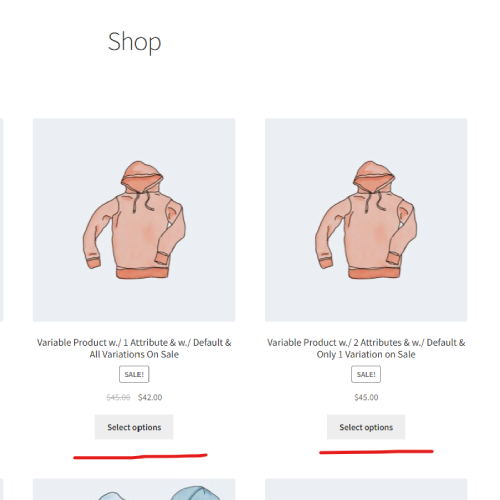 Shop
Variable Product w./ 1 Attribute & w./ Default &
All Variations On Sale
SALE!
$45.00 $42.00
Select options
Variable Product w./ 2 Attributes & w./ Default &
Only 1 Variation on Sale
SALE!
$45.00
Select options